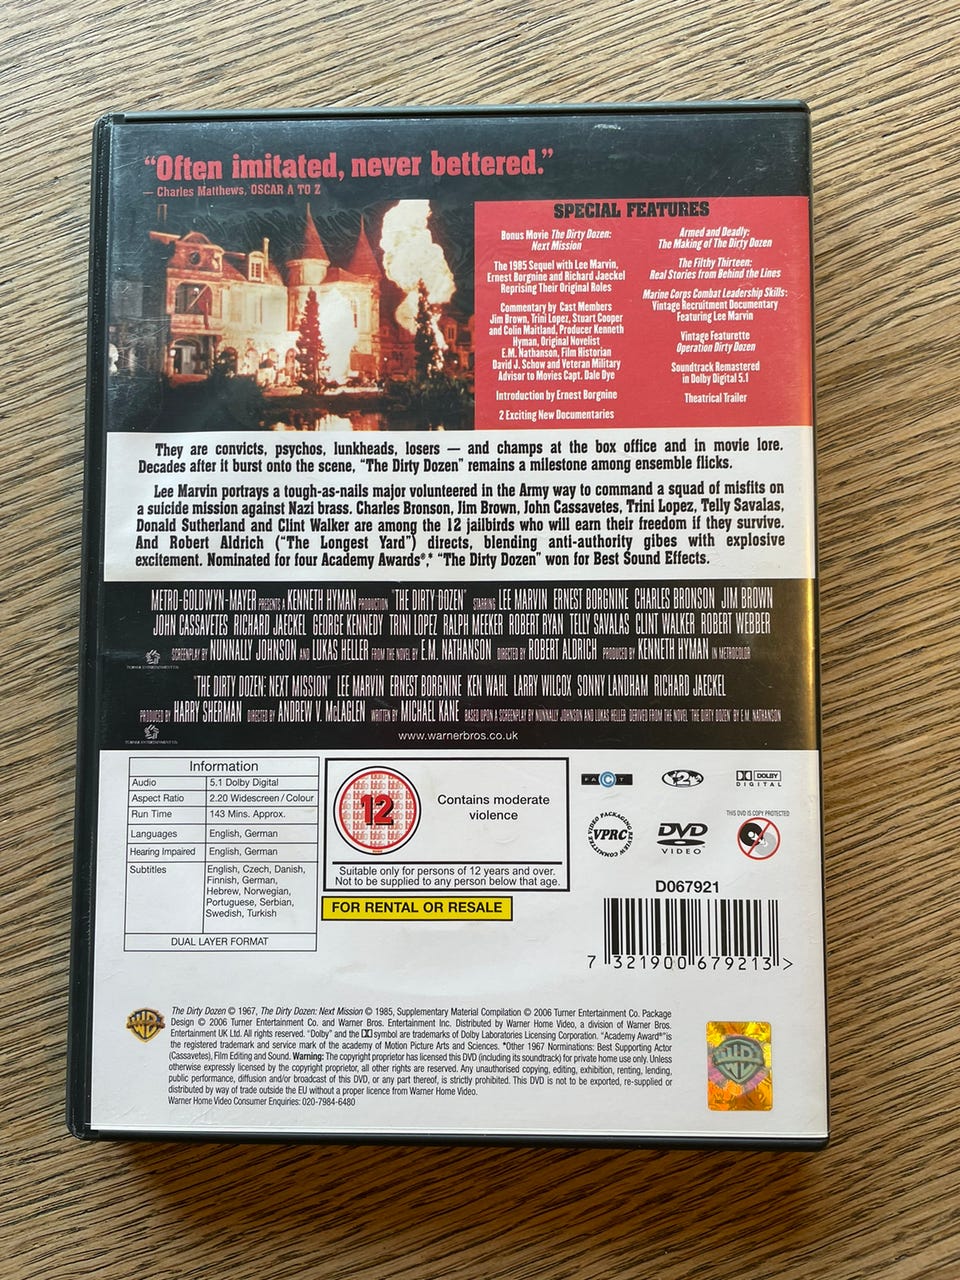 “Often imitated, never bettered.”
— Charles Matthews, OSCAR A TO Z
SPECIAL FEATURES
Bonus Movie The Dirty Dozen:
Next Mission
The 1985 Sequel with Lee Marvin,
Ernest Borgnine and Richard Jaeckel
Reprising Their Original Roles
Commentary by Cast Members
Jim Brown, Trini Lopez, Stuart Cooper
and Colin Maitland, Producer Kenneth
Hyman, Original Novelist
E.M. Nathanson, Film Historian
David J. Schow and Veteran Military
Advisor to Movies Capt. Dale Dye
Introduction by Ernest Borgnine
2 Exciting New Documentaries
Armed and Deadly:
The Making of The Dirty Dozen
The Filthy Thirteen:
Real Stories from Behind the Lines
Marine Corps Combat Leadership Skills:
Vintage Recruitment Documentary
Featuring Lee Marvin
Vintage Featurette
Operation Dirty Dozen
Soundtrack Remastered
in Dolby Digital 5.1
Theatrical Trailer
They are convicts, psychos, lunkheads, losers — and champs at the box office and in movie lore.
Decades after it burst onto the scene, “The Dirty Dozen” remains a milestone among ensemble flicks.
Lee Marvin portrays a tough-as-nails major volunteered in the Army way to command a squad of misfits on
a suicide mission against Nazi brass. Charles Bronson, Jim Brown, John Cassavetes, Trini Lopez, Telly Savalas,
Donald Sutherland and Clint Walker are among the 12 jailbirds who will earn their freedom if they survive.
And Robert Aldrich (“The Longest Yard”) directs, blending anti-authority gibes with explosive
excitement. Nominated for four Academy Awards®,* “The Dirty Dozen” won for Best Sound Effects.
METRO-GOLDWYN-MAYER PRESENTS A KENNETH HYMAN PRODUCTION "THE DIRTY DOZEN" STARRING LEE MARVIN ERNEST BORGNINE CHARLES BRONSON JIM BROWN
JOHN CASSAVETES RICHARD JAECKEL GEORGE KENNEDY TRINI LOPEZ RALPH MEEKER ROBERT RYAN TELLY SAVALAS CLINT WALKER ROBERT WEBBER
SCREENPLAY BY NUNNALLY JOHNSON AND LUKAS HELLER FROM THE NOVEL BY E.M. NATHANSON DIRECTED BY ROBERT ALDRICH PRODUCED BY KENNETH HYMAN IN METROCOLOR
TURNER ENTERTAINMENT CO.
"THE DIRTY DOZEN: NEXT MISSION" LEE MARVIN ERNEST BORGNINE KEN WAHL LARRY WILCOX SONNY LANDHAM RICHARD JAECKEL
PRODUCED BY HARRY SHERMAN DIRECTED BY ANDREW V. McLAGLEN WRITTEN BY MICHAEL KANE BASED UPON A SCREENPLAY BY NUNNALLY JOHNSON AND LUKAS HELLER DERIVED FROM THE NOVEL "THE DIRTY DOZEN" BY E.M. NATHANSON
TURNER ENTERTAINMENT CO.
www.warnerbros.co.uk
Information
Audio 5.1 Dolby Digital
Aspect Ratio 2.20 Widescreen / Colour
Run Time 143 Mins. Approx.
Languages English, German
Hearing Impaired English, German
Subtitles English, Czech, Danish,
Finnish, German,
Hebrew, Norwegian,
Portuguese, Serbian,
Swedish, Turkish
DUAL LAYER FORMAT
12
Contains moderate
violence
Suitable only for persons of 12 years and over.
Not to be supplied to any person below that age.
FOR RENTAL OR RESALE
FACT
2
DOLBY
DIGITAL
VIDEO PACKAGING REVIEW COMMITTEE
VPRC
DVD
VIDEO
THIS DVD IS COPY PROTECTED
D067921
7 321900 679213 >
The Dirty Dozen © 1967, The Dirty Dozen: Next Mission © 1985, Supplementary Material Compilation © 2006 Turner Entertainment Co. Package
Design © 2006 Turner Entertainment Co. and Warner Bros. Entertainment Inc. Distributed by Warner Home Video, a division of Warner Bros.
Entertainment UK Ltd. All rights reserved. "Dolby" and the DD symbol are trademarks of Dolby Laboratories Licensing Corporation. "Academy Award®" is
the registered trademark and service mark of the academy of Motion Picture Arts and Sciences. *Other 1967 Norminations: Best Supporting Actor
(Cassavetes), Film Editing and Sound. Warning: The copyright proprietor has licensed this DVD (including its soundtrack) for private home use only. Unless
otherwise expressly licensed by the copyright proprietor, all other rights are reserved. Any unauthorised copying, editing, exhibition, renting, lending,
public performance, diffusion and/or broadcast of this DVD, or any part thereof, is strictly prohibited. This DVD is not to be exported, re-supplied or
distributed by way of trade outside the EU without a proper licence from Warner Home Video.
Warner Home Video Consumer Enquiries: 020-7984-6480